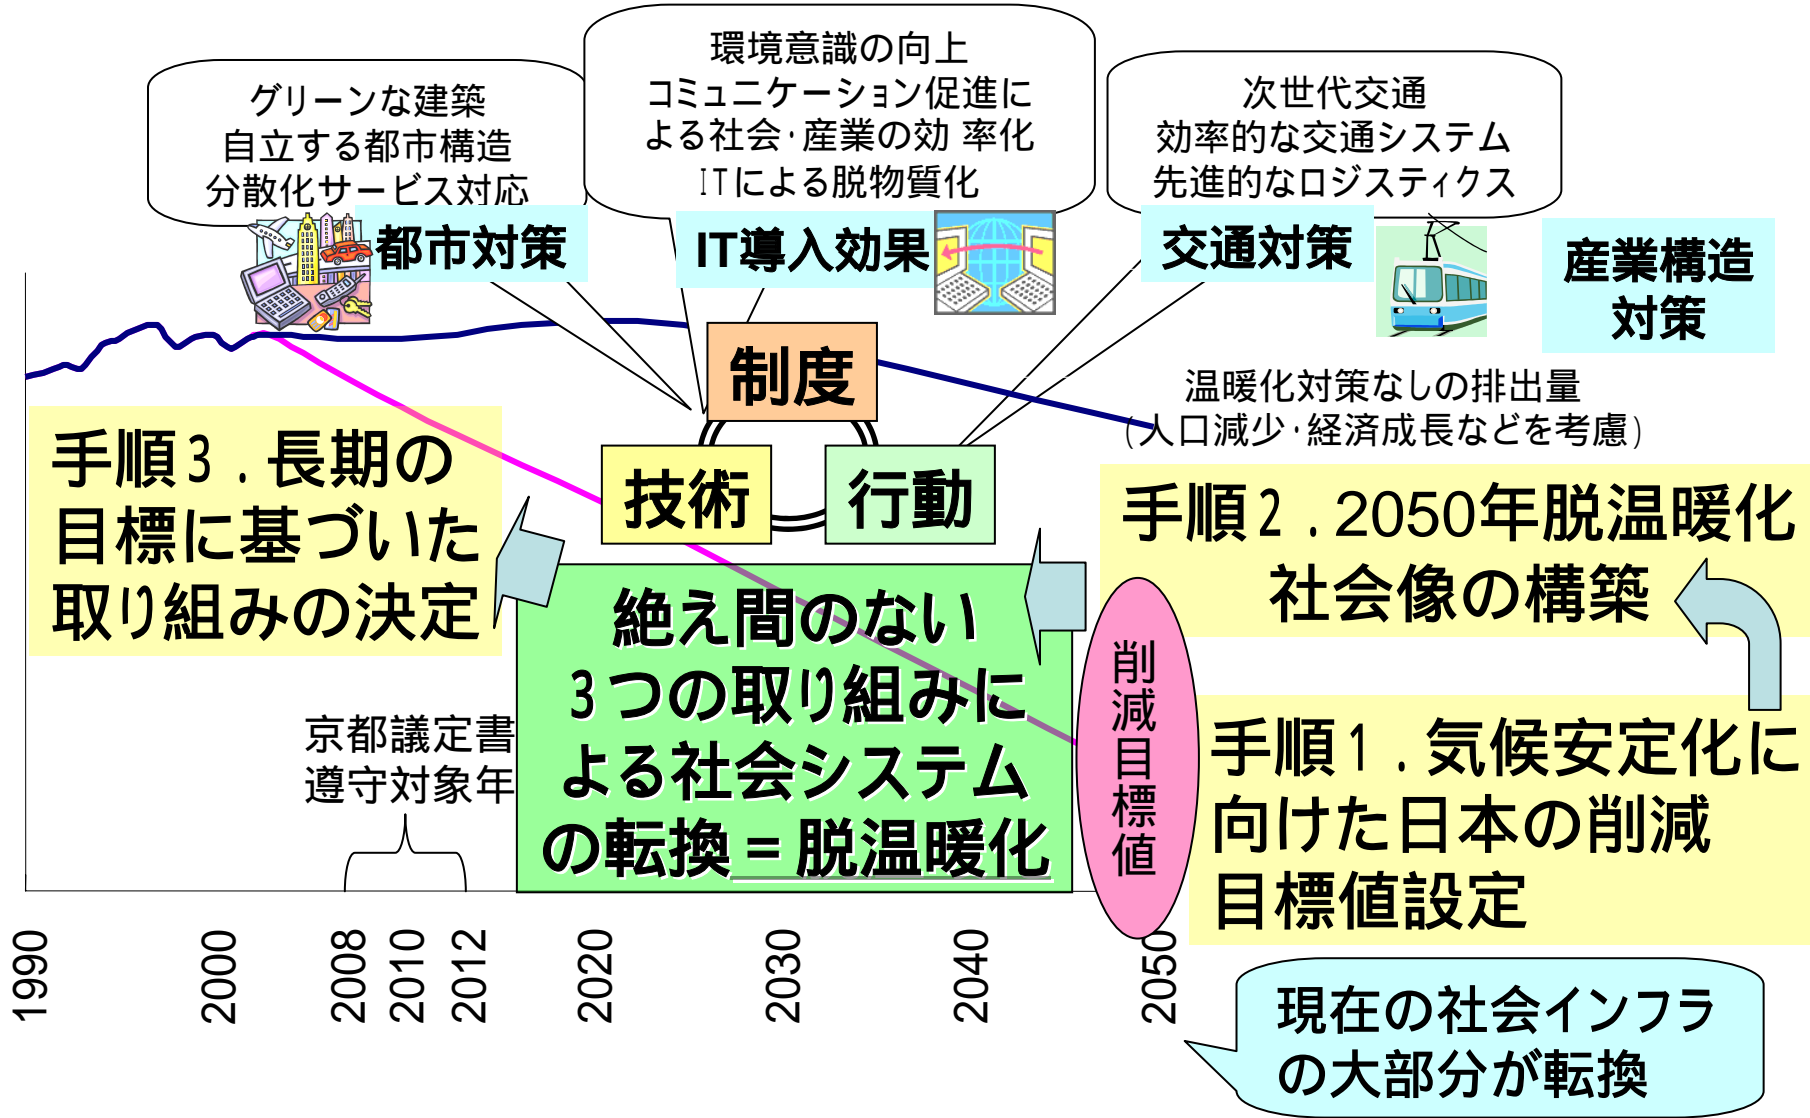 グリーンな建築
自立する都市構造
分散化サービス対応
環境意識の向上
コミュニケーション促進に
よる社会・産業の効 率化
ITによる脱物質化
次世代交通
効率的な交通システム
先進的なロジスティクス
都市対策
IT導入効果
交通対策
産業構造
対策
制度
技術
行動
温暖化対策なしの排出量
(人口減少・経済成長などを考慮)
手順3．長期の
目標に基づいた
取り組みの決定
手順2．2050年脱温暖化
社会像の構築
絶え間のない
3つの取り組みに
よる社会システム
の転換=脱温暖化
削減目標値
手順1．気候安定化に
向けた日本の削減
目標値設定
京都議定書
遵守対象年
1990
2000
2008
2010
2012
2020
2030
2040
2050
現在の社会インフラ
の大部分が転換